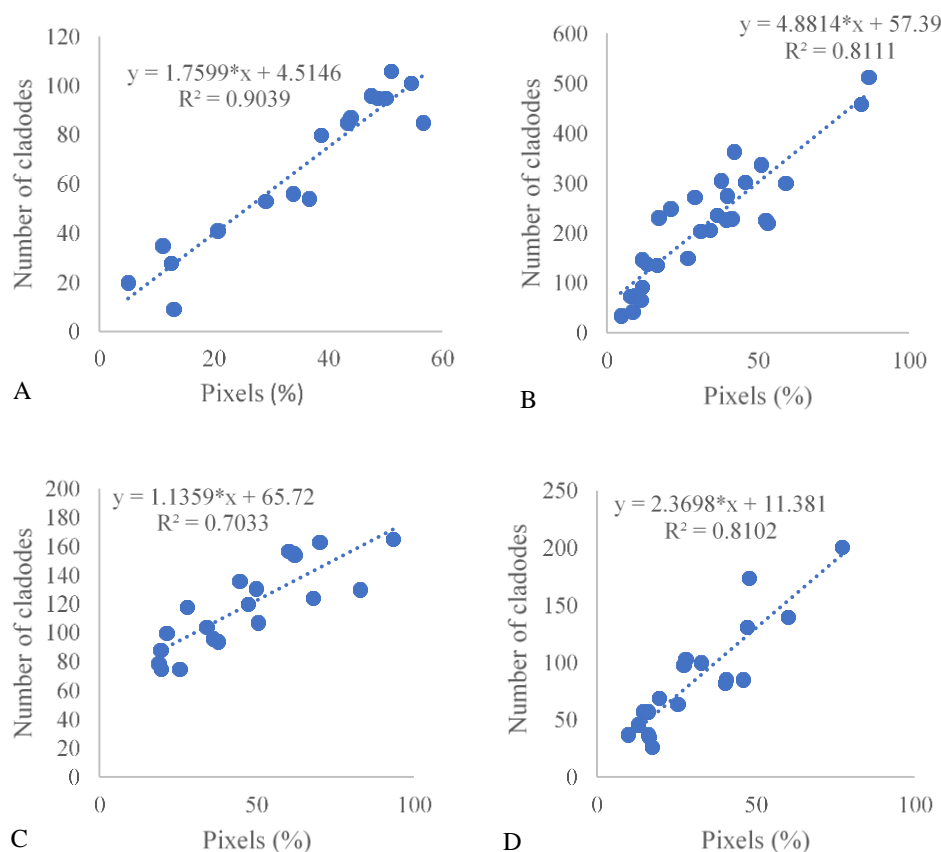 y = 1.7599*x + 4.5146
R² = 0.9039
120
100
80
60
40
20
0
0 20 40 60
Number of cladodes
Pixels (%)
A
y = 4.8814*x + 57.39
R² = 0.8111
600
500
400
300
200
100
0
0 50 100
Number of cladodes
Pixels (%)
B
y = 1.1359*x + 65.72
R² = 0.7033
200
180
160
140
120
100
80
60
40
20
0
0 50 100
Number of cladodes
Pixels (%)
C
y = 2.3698*x + 11.381
R² = 0.8102
250
200
150
100
50
0
0 50 100
Number of cladodes
Pixels (%)
D